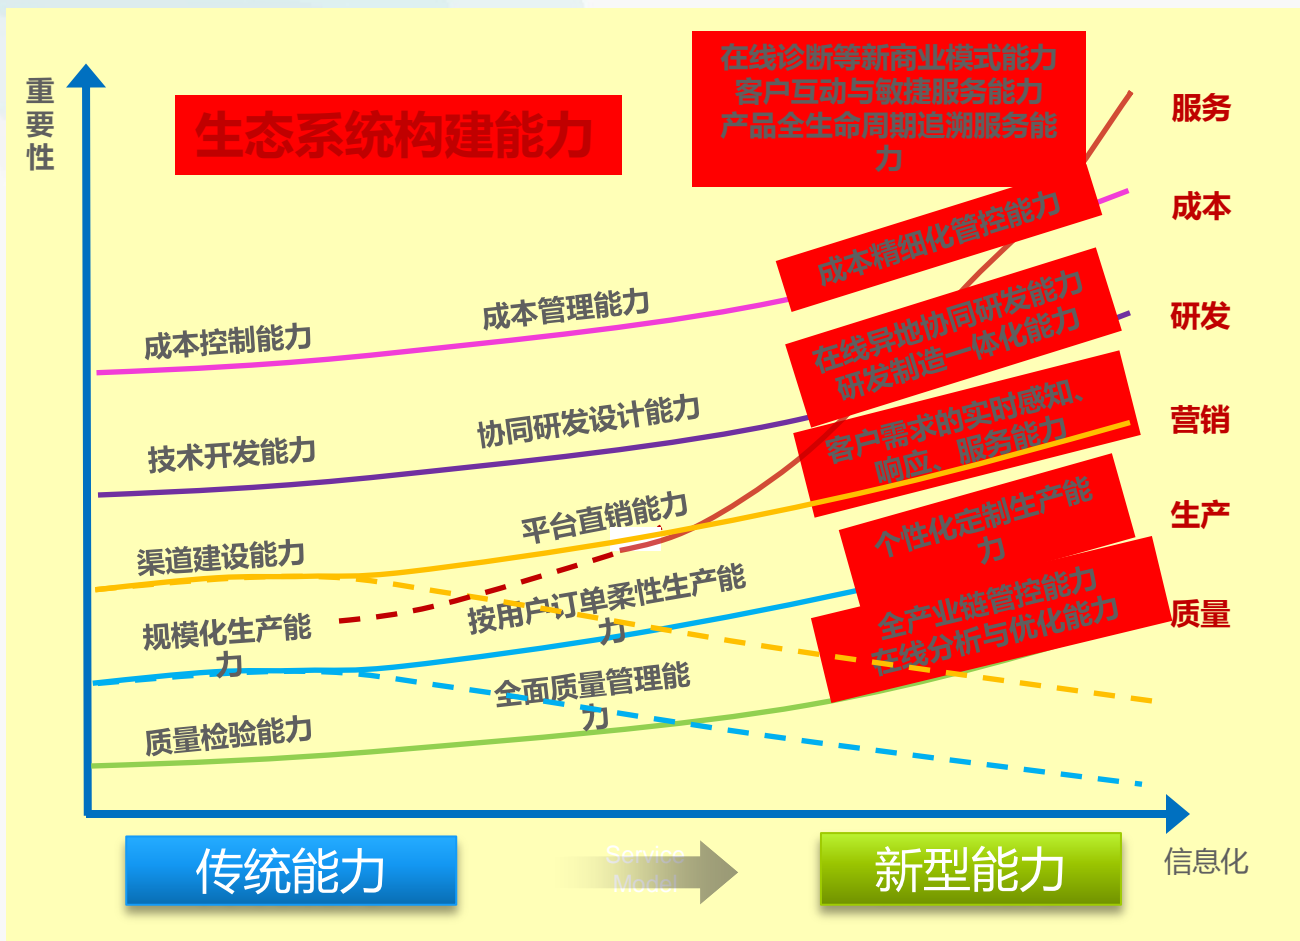 重
要
性
生态系统构建能力
在线诊断等新商业模式能力
客户互动与敏捷服务能力
产品全生命周期追溯服务能
力
服务
成本
成本精细化管控能力
成本管理能力
成本控制能力
研发
在线异地协同研发能力
研发制造一体化能力
协同研发设计能力
技术开发能力
营销
客户需求的实时感知、
响应、服务能力
平台直销能力
渠道建设能力
生产
个性化定制生产能
力
按用户订单柔性生产能
力
规模化生产能
力
质量
全产业链管控能力
在线分析与优化能力
全面质量管理能
力
质量检验能力
传统能力
Service
Model
新型能力
信息化